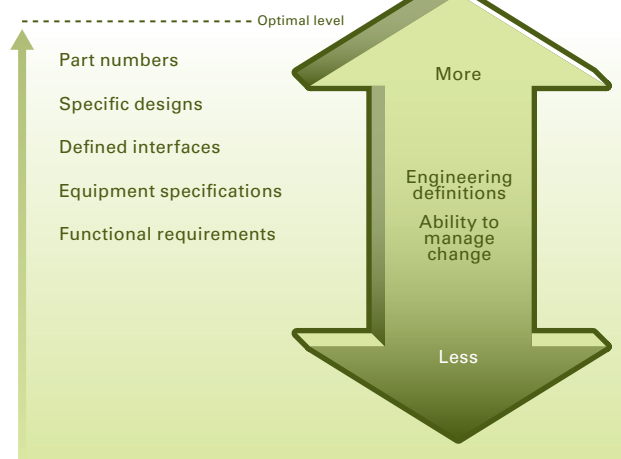 Optimal level
Part numbers
Specific designs
Defined interfaces
Equipment specifications
Functional requirements
More
Engineering
definitions
Ability to
manage
change
Less